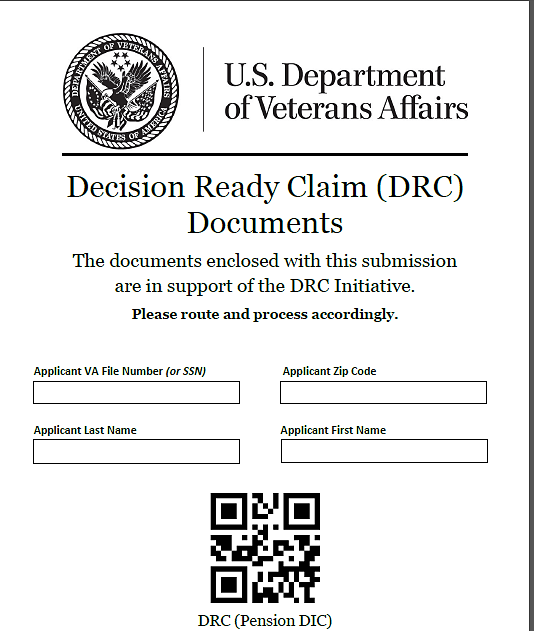 DEPARTMENT OF VETERANS AFFAIRS
UNITED STATES OF AMERICA
U.S. Department
of Veterans Affairs
Decision Ready Claim (DRC)
Documents
The documents enclosed with this submission
are in support of the DRC Initiative.
Please route and process accordingly.
Applicant VA File Number (or SSN)
Applicant Zip Code
Applicant Last Name
Applicant First Name
DRC (Pension DIC)